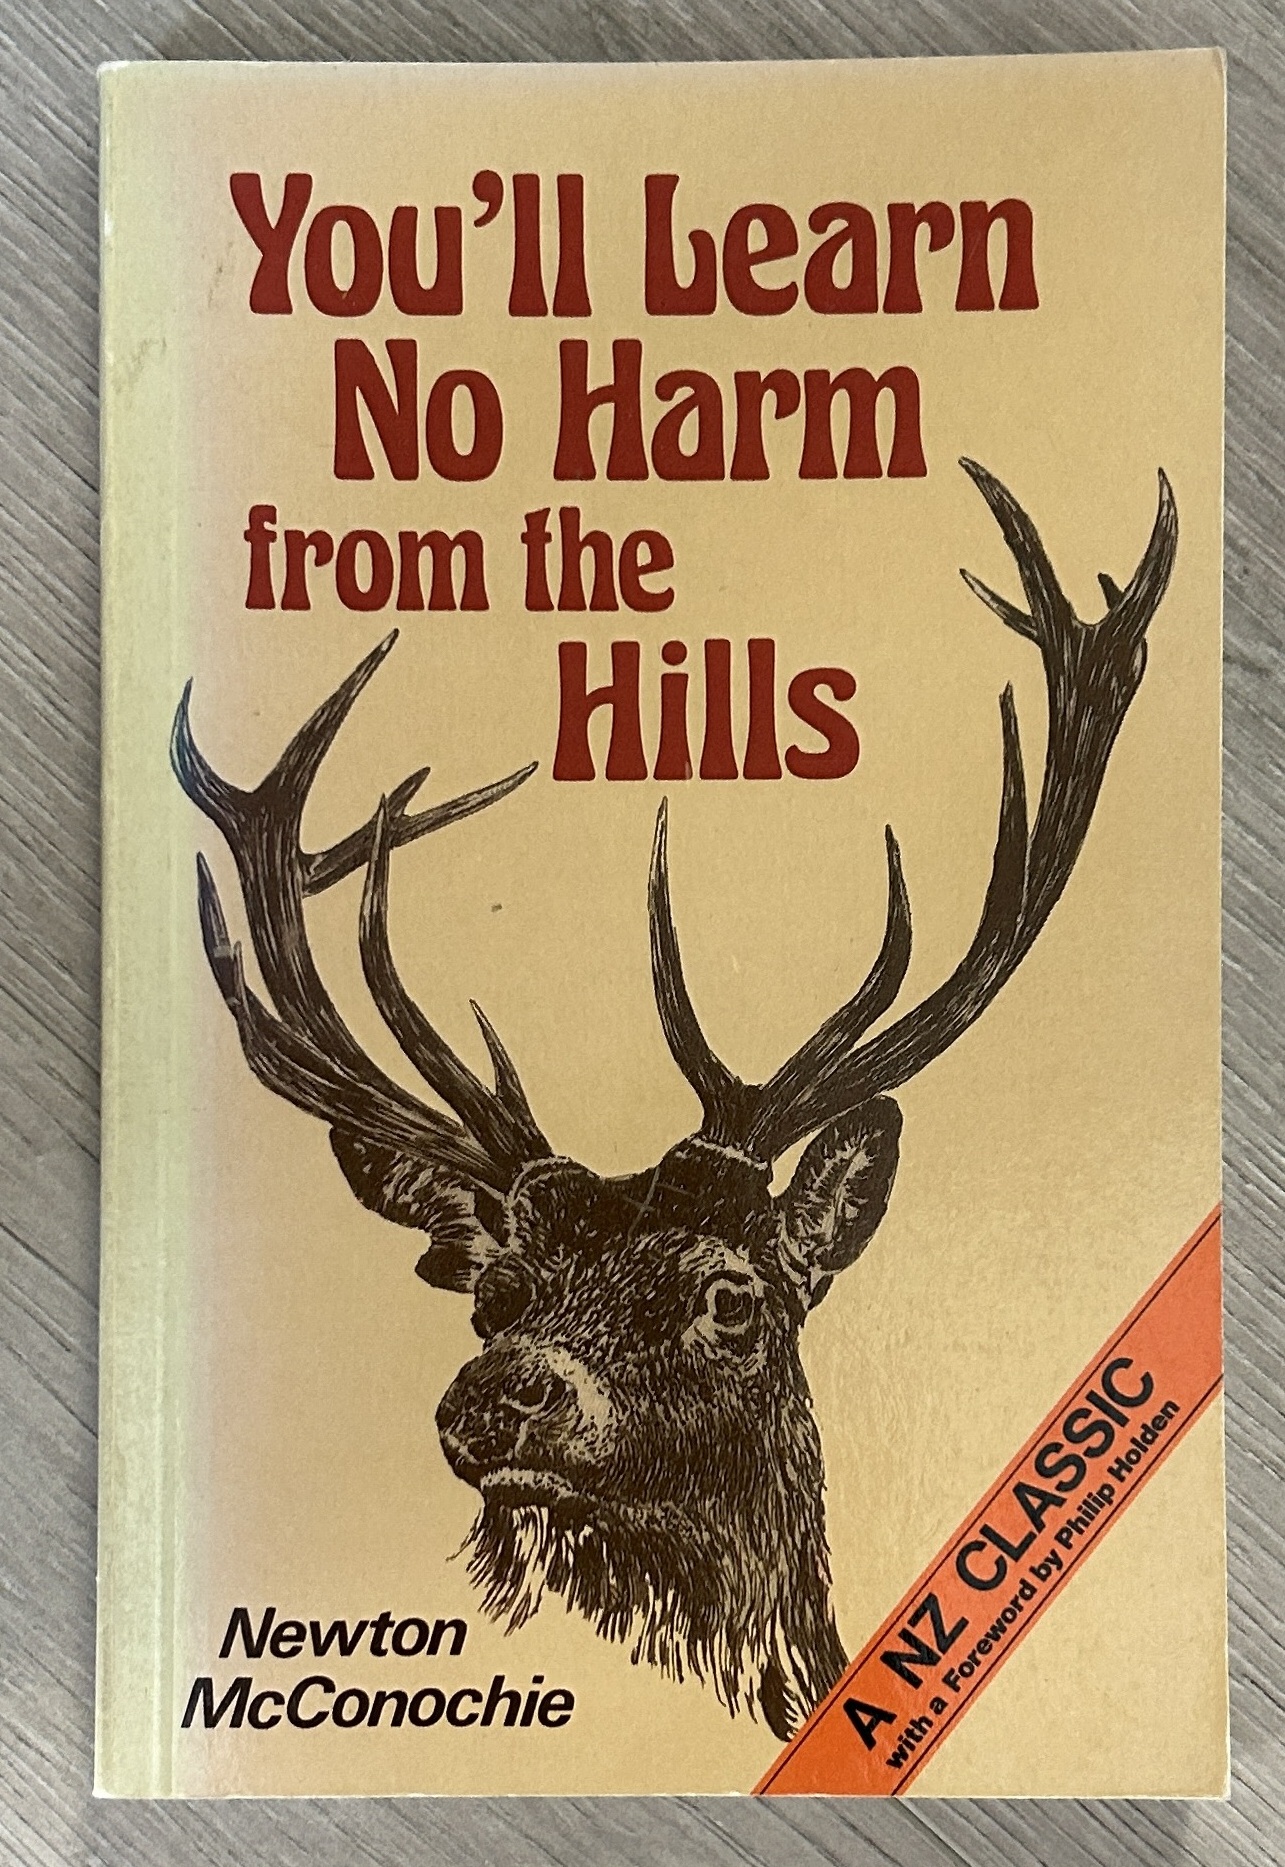 You'll Learn
No Harm
from the
Hills
Newton
McConochie
A NZ CLASSIC
with a Foreword by Philip Holden